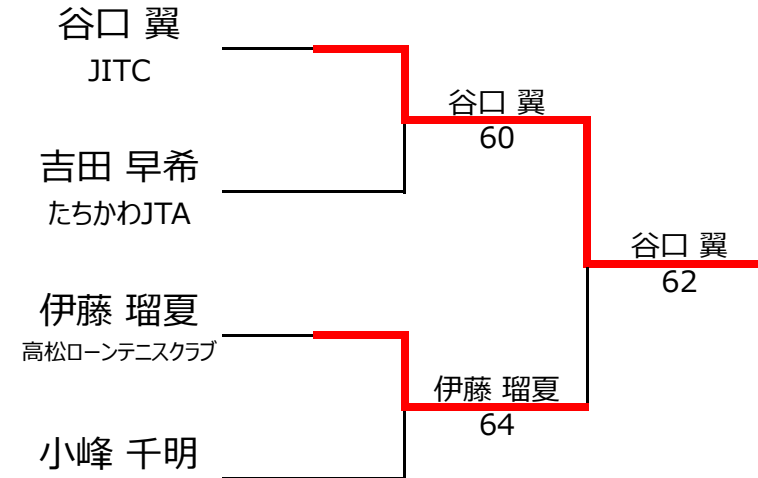 谷口 翼
JITC
谷口 翼
60
吉田 早希
たちかわJTA
谷口 翼
62
伊藤 瑠夏
高松ローンテニスクラブ
伊藤 瑠夏
64
小峰 千明